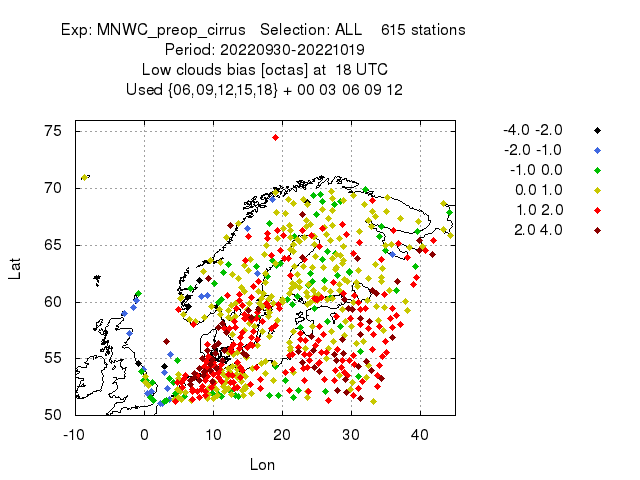 Exp: MNWC_preop_cirrus   Selection: ALL    615 stations
Period: 20220930-20221019
Low clouds bias [octas] at  18 UTC
Used {06,09,12,15,18} + 00 03 06 09 12
-4.0 -2.0
-2.0 -1.0
-1.0 0.0
0.0 1.0
1.0 2.0
2.0 4.0
75
70
65
60
55
50
Lat
-10 0 10 20 30 40
Lon